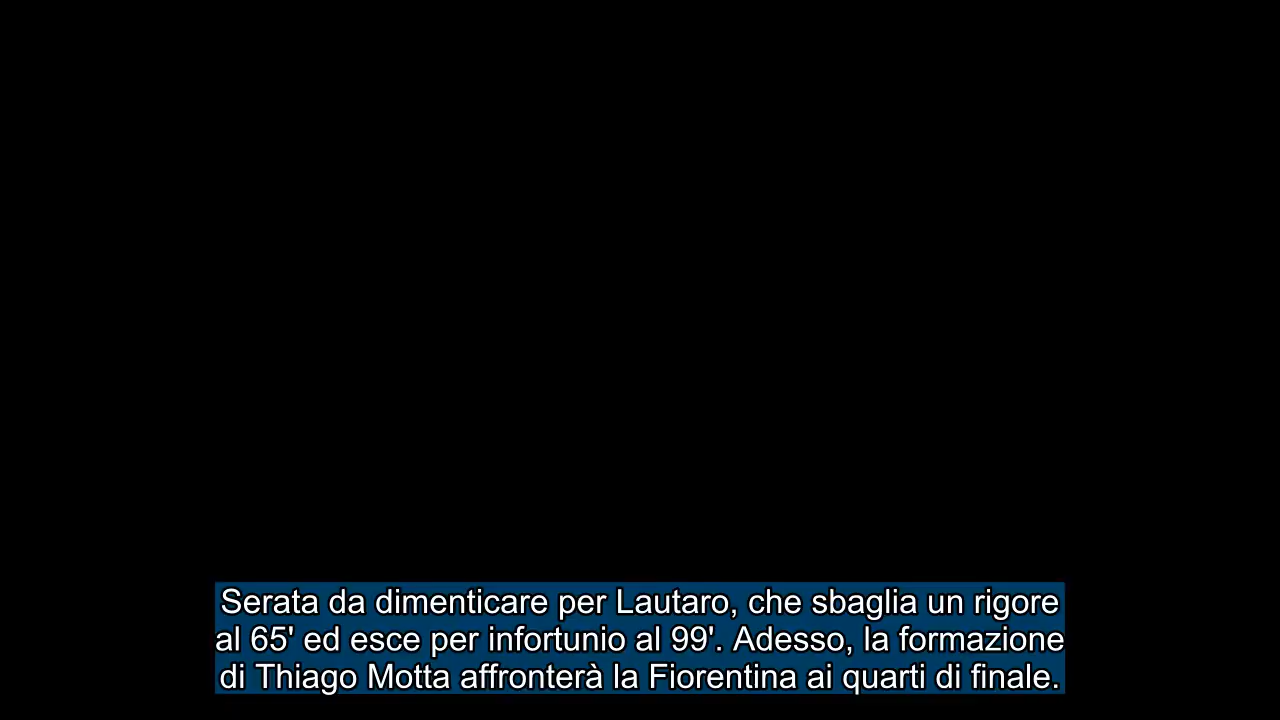 Serata da dimenticare per Lautaro, che sbaglia un rigore
al 65' ed esce per infortunio al 99'. Adesso, la formazione
di Thiago Motta affronterà la Fiorentina ai quarti di finale.